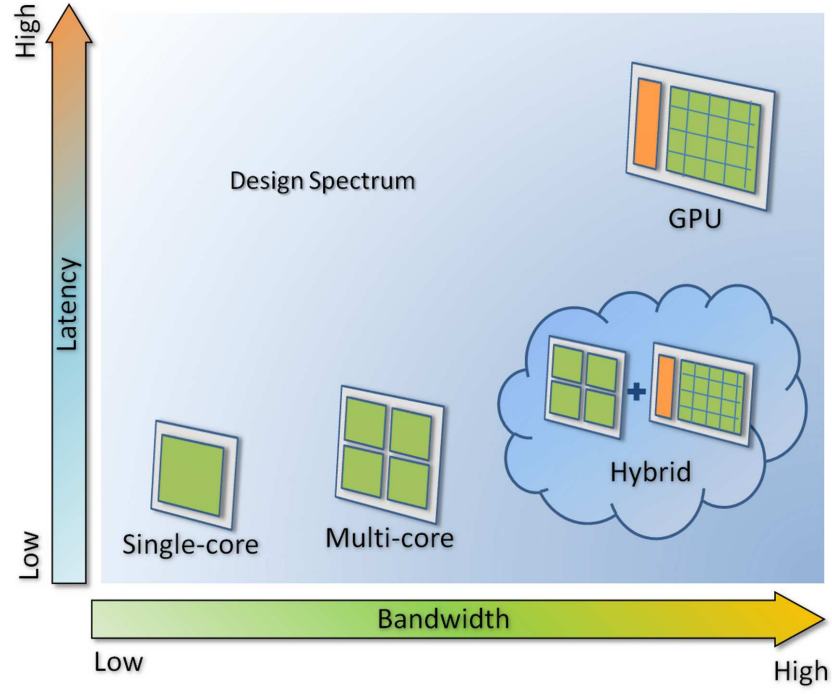 High
Design Spectrum
GPU
Latency
+
Hybrid
Single-core
Multi-core
Low
Bandwidth
Low
High